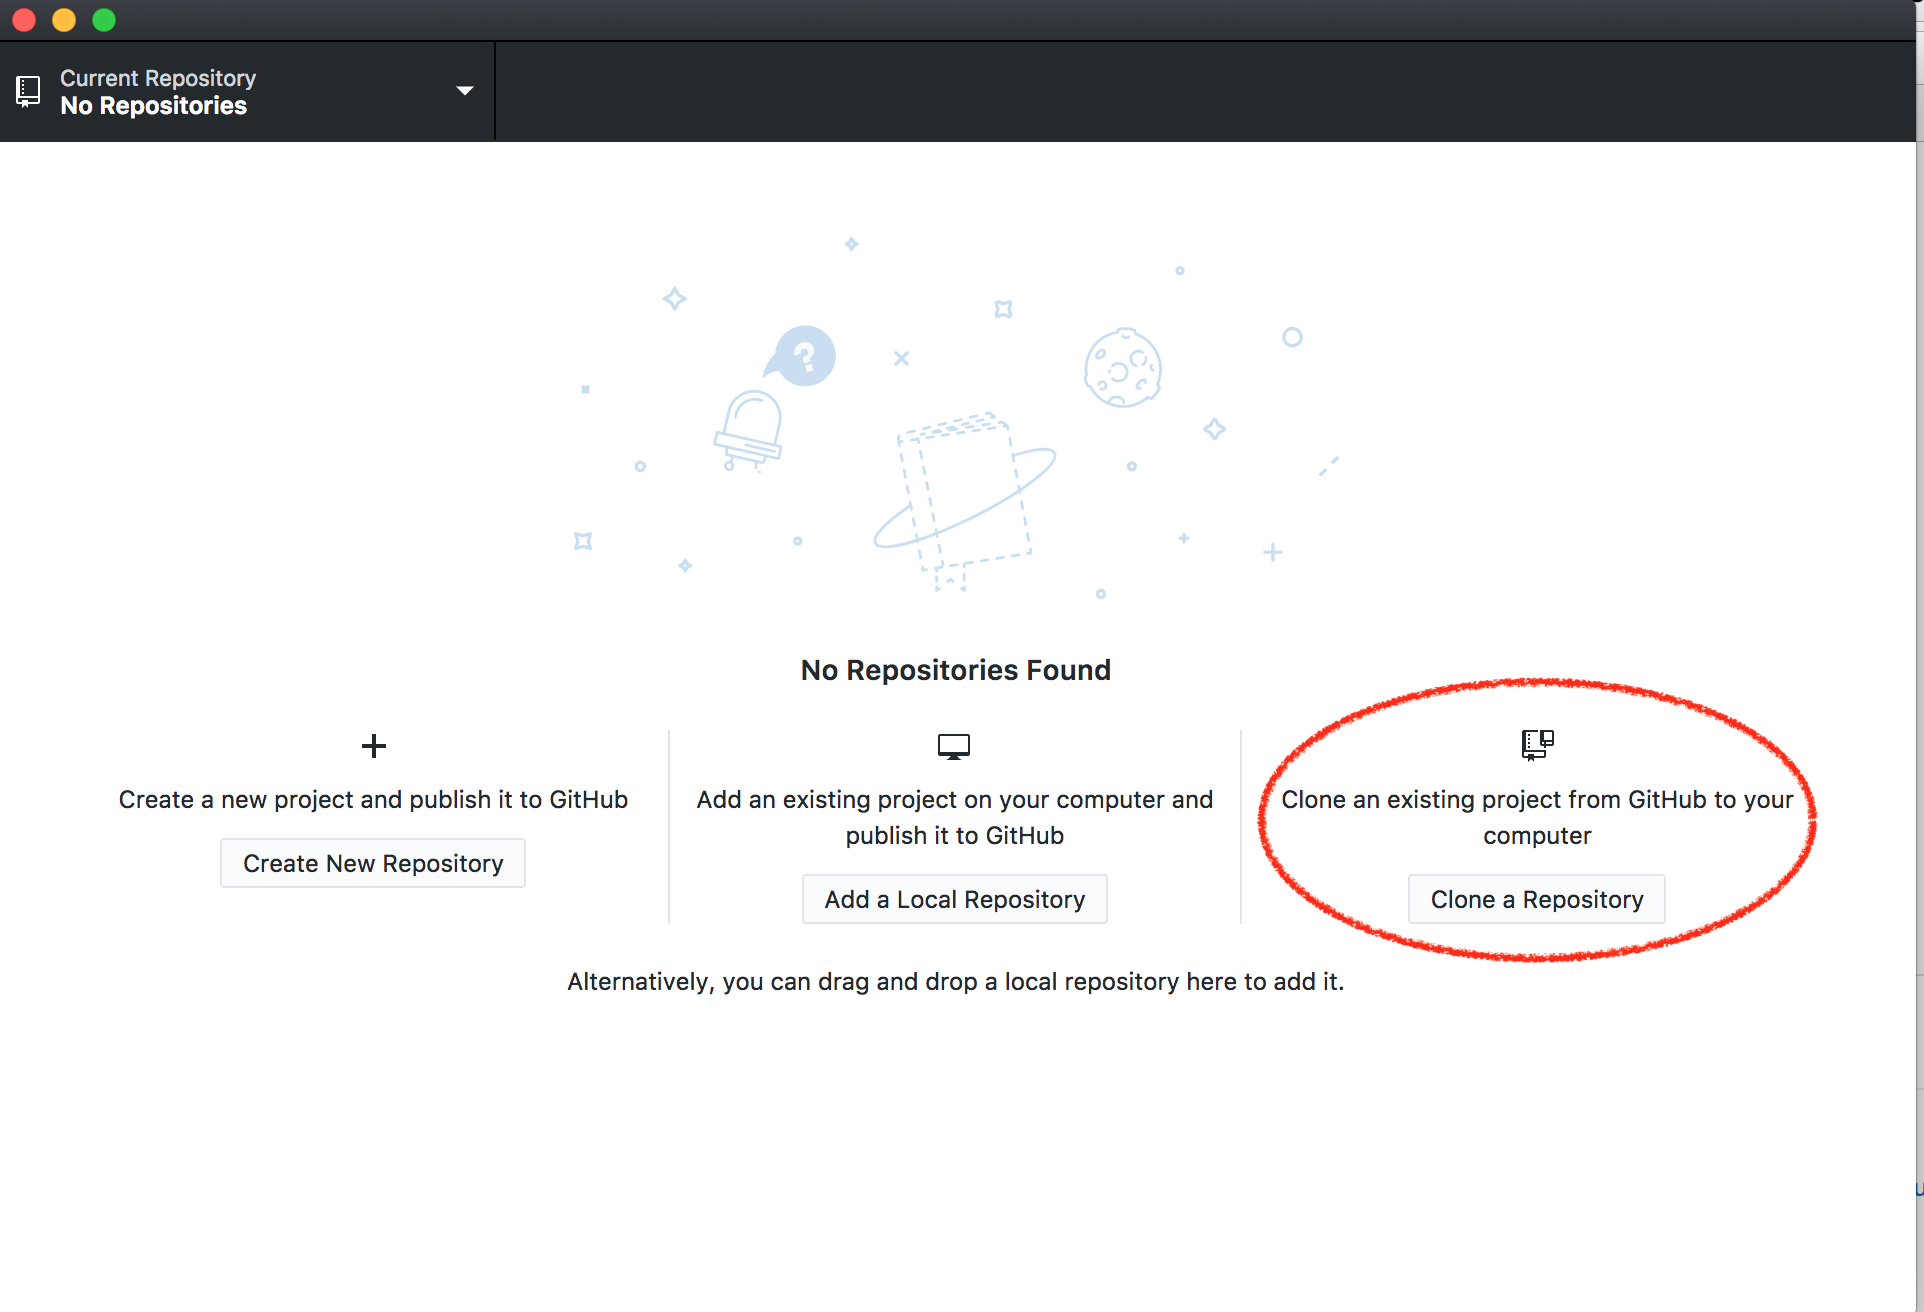 Current Repository
No Repositories
?
No Repositories Found
Create a new project and publish it to GitHub
Create New Repository
Add an existing project on your computer and
publish it to GitHub
Add a Local Repository
Clone an existing project from GitHub to your
computer
Clone a Repository
Alternatively, you can drag and drop a local repository here to add it.